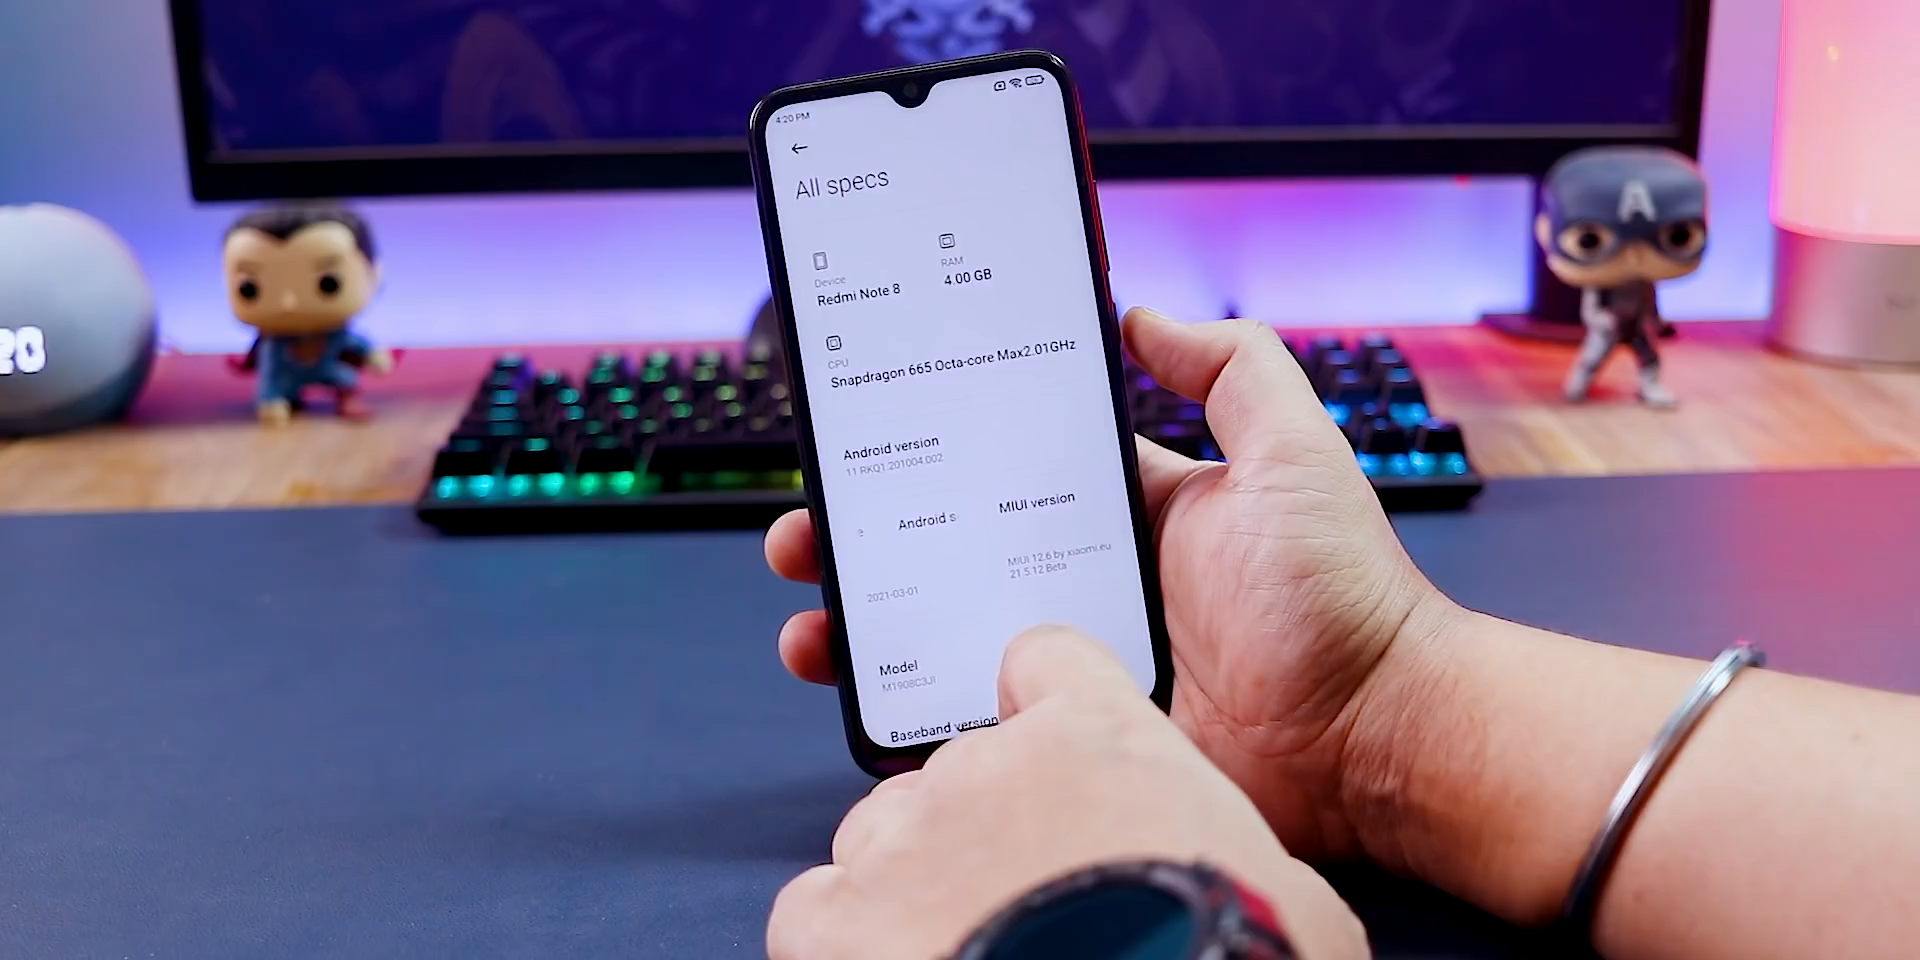 4:20 PM
All specs
Device
Redmi Note 8
RAM
4.00 GB
CPU
Snapdragon 665 Octa-core Max2.01GHz
Android version
11 RKQ1.201004.002
e
Android s
MIUI version
MIUI 12.6 by xiaomi.eu
21.5.12 Beta
2021-03-01
Model
M1908C3JI
Baseband version
A
20